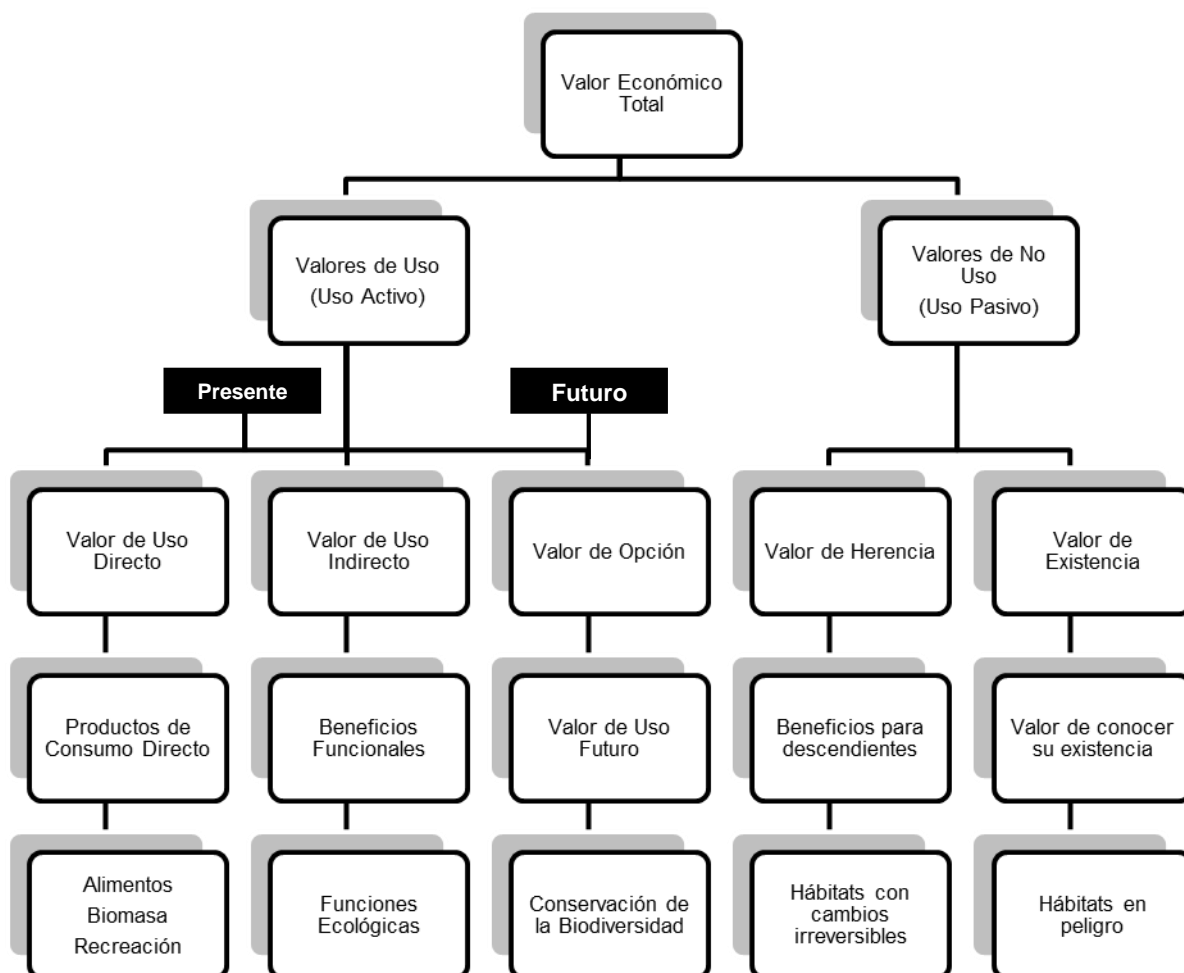 Valor Económico
Total
Valores de Uso
(Uso Activo)
Valores de No
Uso
(Uso Pasivo)
Presente
Futuro
Valor de Uso
Directo
Valor de Uso
Indirecto
Valor de Opción
Valor de Herencia
Valor de
Existencia
Productos de
Consumo Directo
Beneficios
Funcionales
Valor de Uso
Futuro
Beneficios para
descendientes
Valor de conocer
su existencia
Alimentos
Biomasa
Recreación
Funciones
Ecológicas
Conservación de
la Biodiversidad
Hábitats con
cambios
irreversibles
Hábitats en
peligro